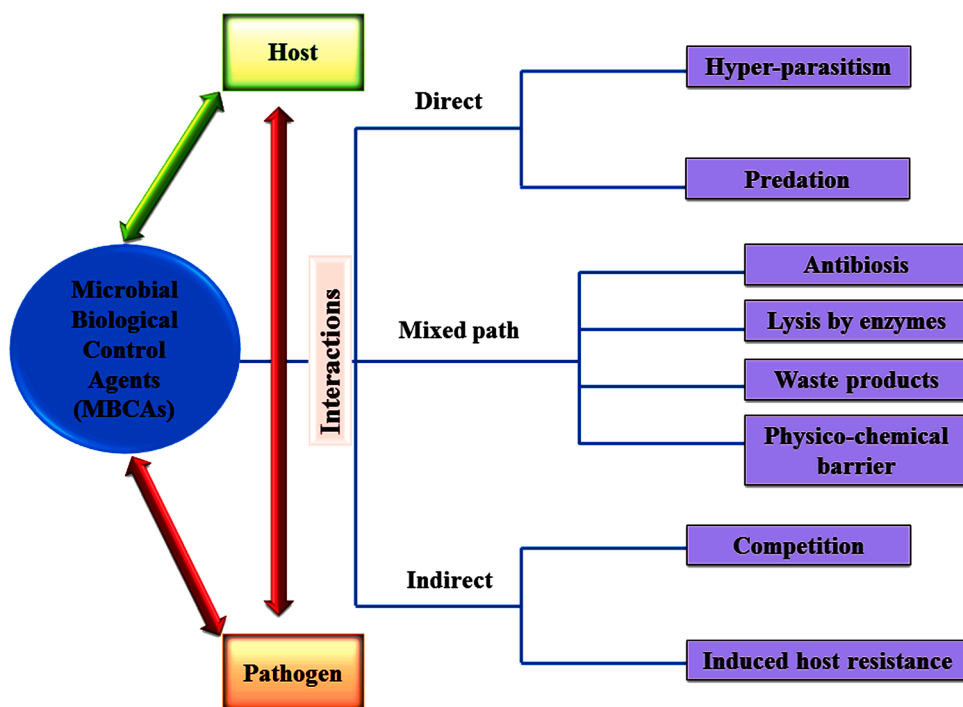 Host
Microbial
Biological
Control
Agents
(MBCAs)
Pathogen
Interactions
Direct
Hyper-parasitism
Predation
Mixed path
Antibiosis
Lysis by enzymes
Waste products
Physico-chemical
barrier
Indirect
Competition
Induced host resistance